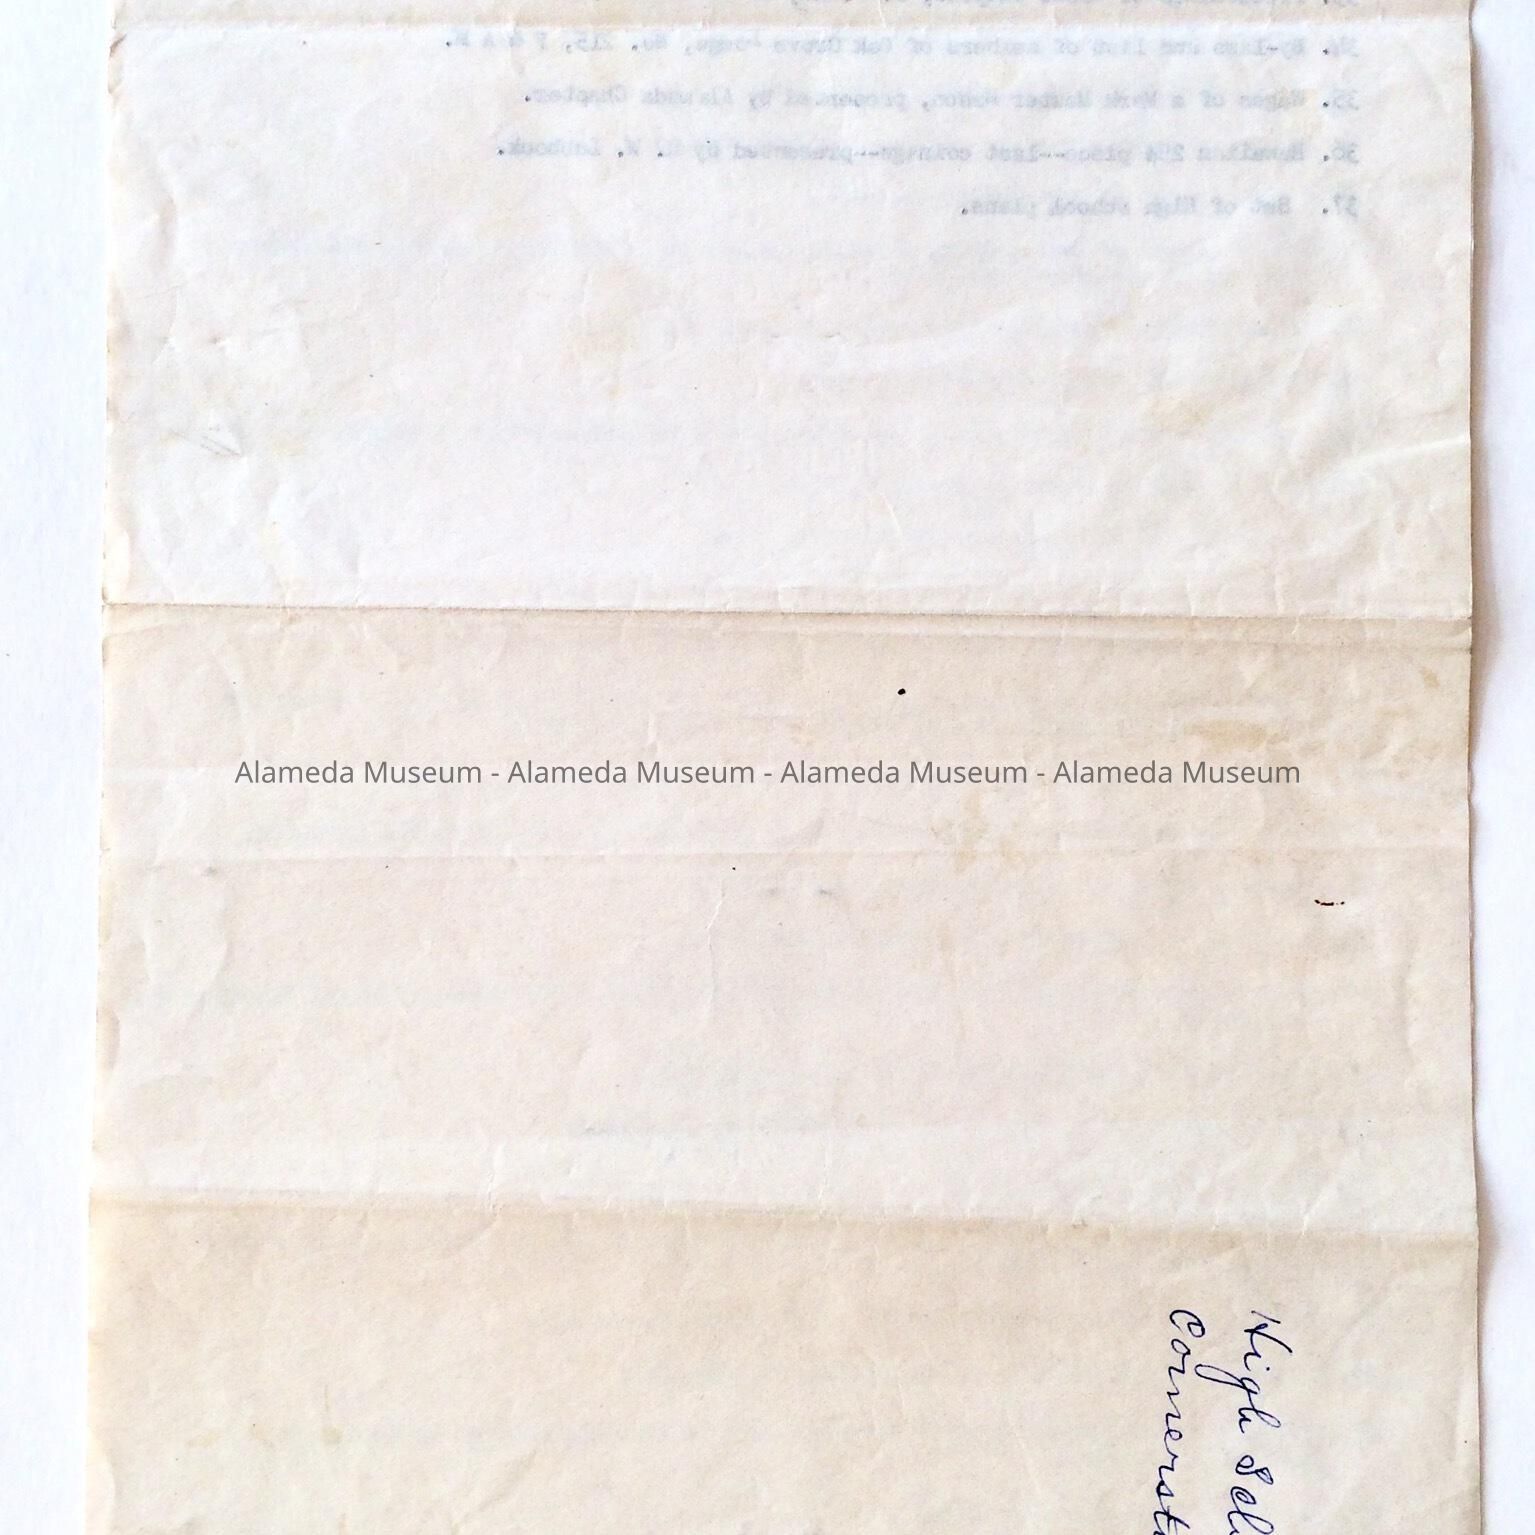 34. By-laws and list of members of Oak Grove Lodge, No. 215, F & A M.
35. Wages of a Mark Master Mason, presented by Alameda Chapter.
36. Hawaiian 25¢ piece--last coinage--presented by W.
37. Set of High school plans.
Alameda Museum - Alameda Museum - Alameda Museum - Alameda Museum
High Sch
Cornerst